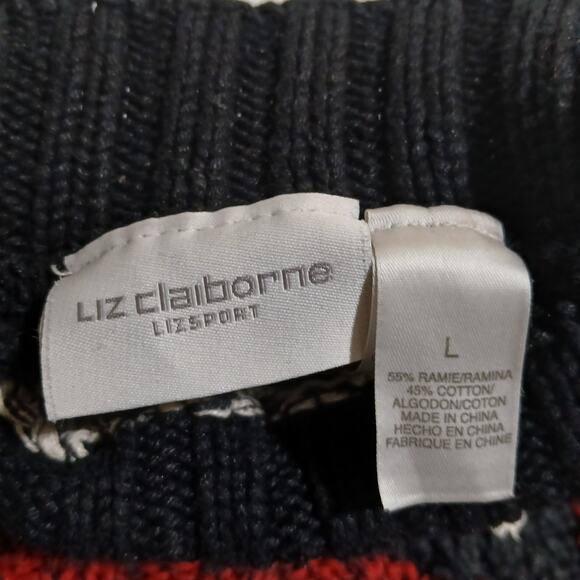 LIZ claiborne
LIZSPORT
L
55% RAMIE/RAMINA
45% COTTON/
ALGODON/COTON
MADE IN CHINA
HECHO EN CHINA
FABRIQUE EN CHINE